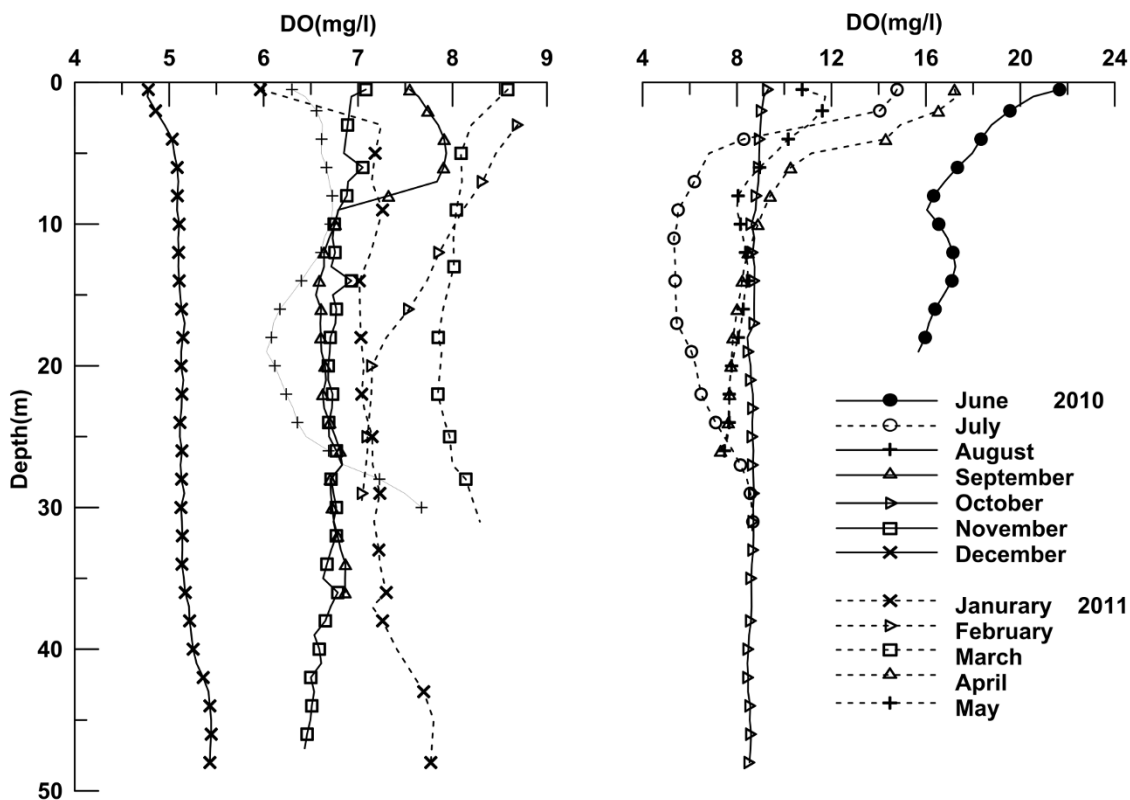 DO(mg/l)
4 5 6 7 8 9
0
10
20
30
40
50
Depth(m)
DO(mg/l)
4 8 12 16 20 24
June 2010
July
August
September
October
November
December
Janurary 2011
February
March
April
May